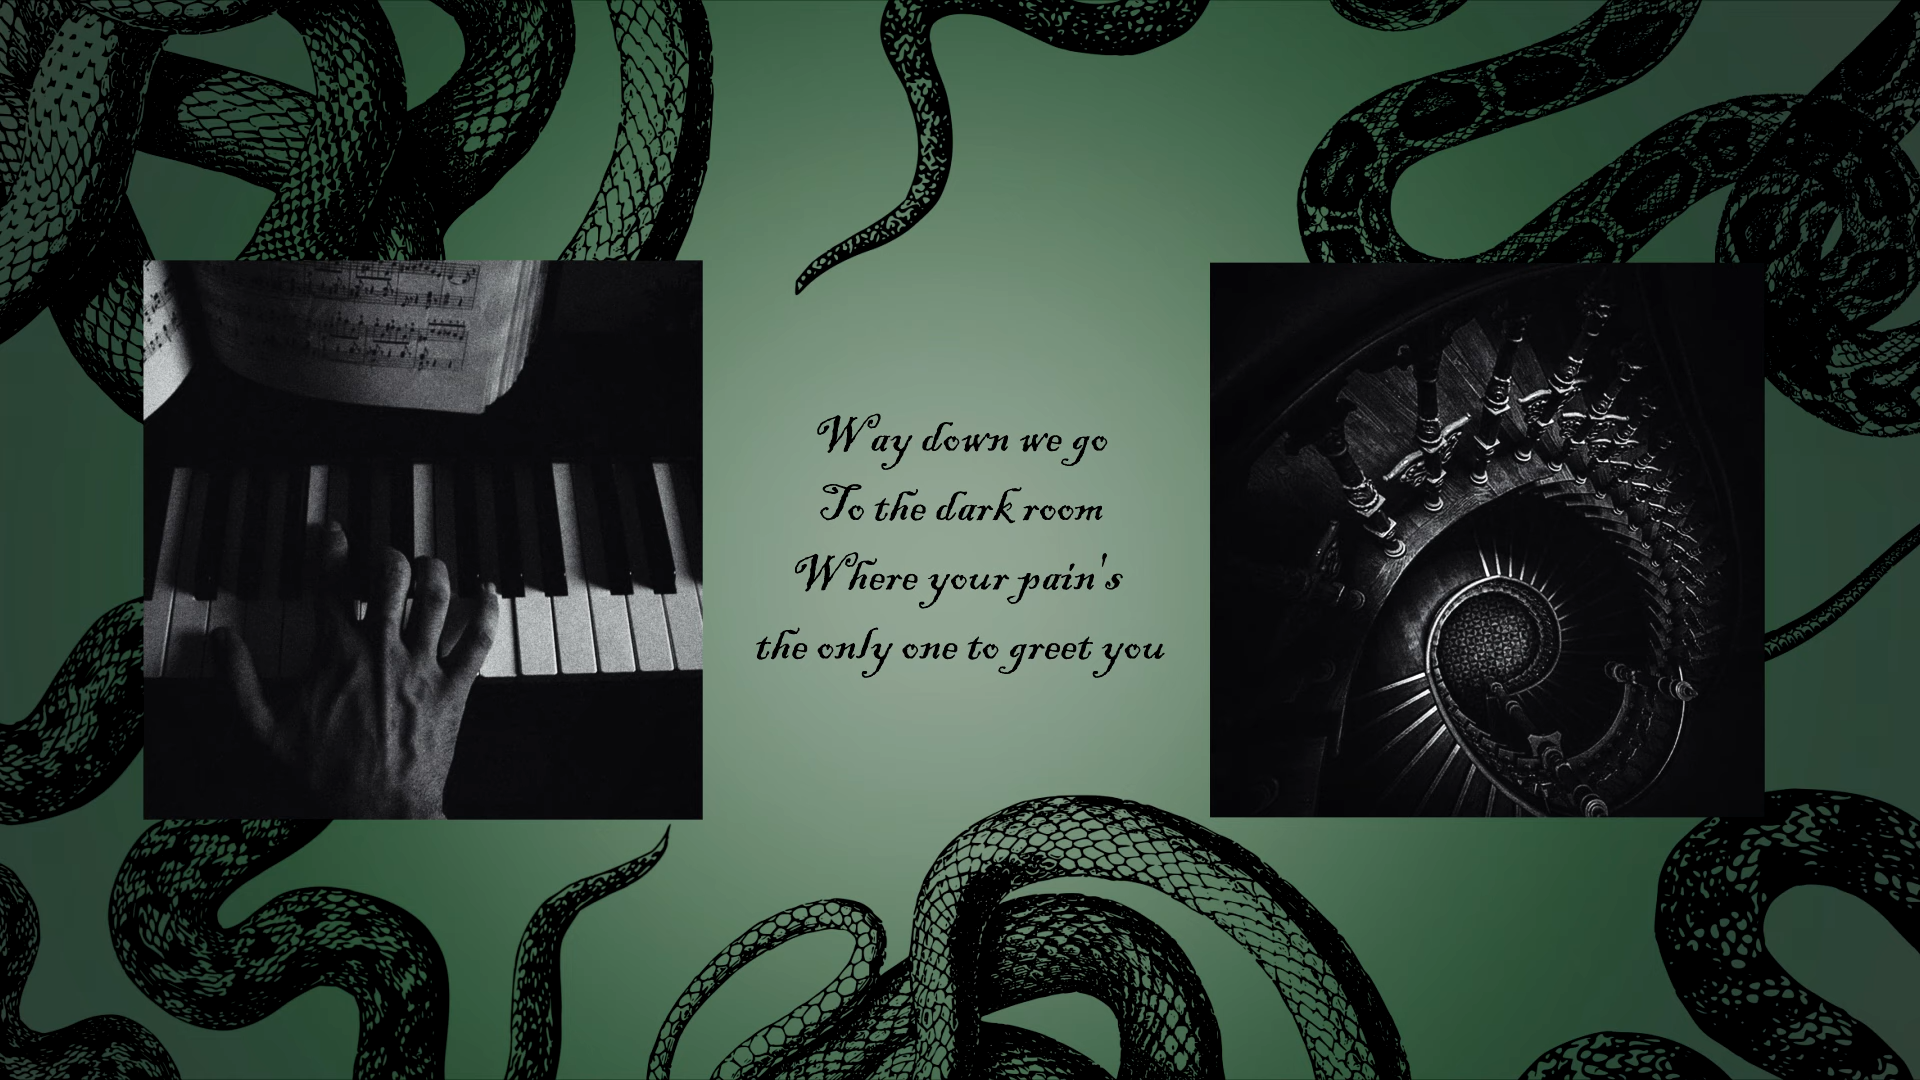 Way down we go
To the dark room
Where your pain's
the only one to greet you